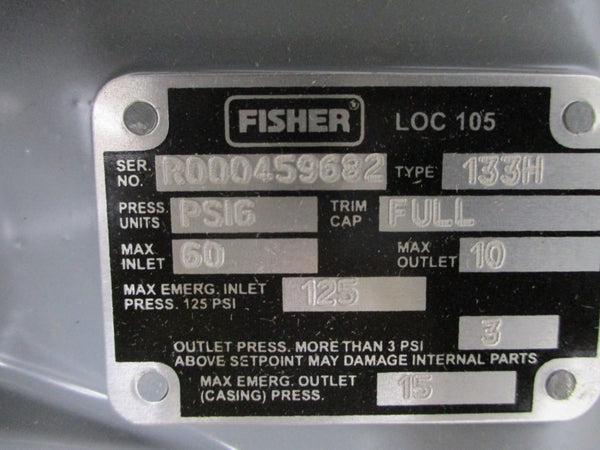 FISHER® LOC 105
SER. NO. R000459682 TYPE 133H
PRESS. UNITS PSIG TRIM CAP FULL
MAX INLET 60 MAX OUTLET 10
MAX EMERG. INLET PRESS. 125 PSI 125
OUTLET PRESS. MORE THAN 3 PSI 3
ABOVE SETPOINT MAY DAMAGE INTERNAL PARTS
MAX EMERG. OUTLET (CASING) PRESS. 15